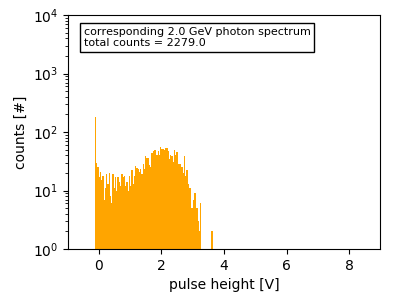 corresponding 2.0 GeV photon spectrum
total counts = 2279.0
counts [#]
10^4
10^3
10^2
10^1
10^0
0 2 4 6 8
pulse height [V]